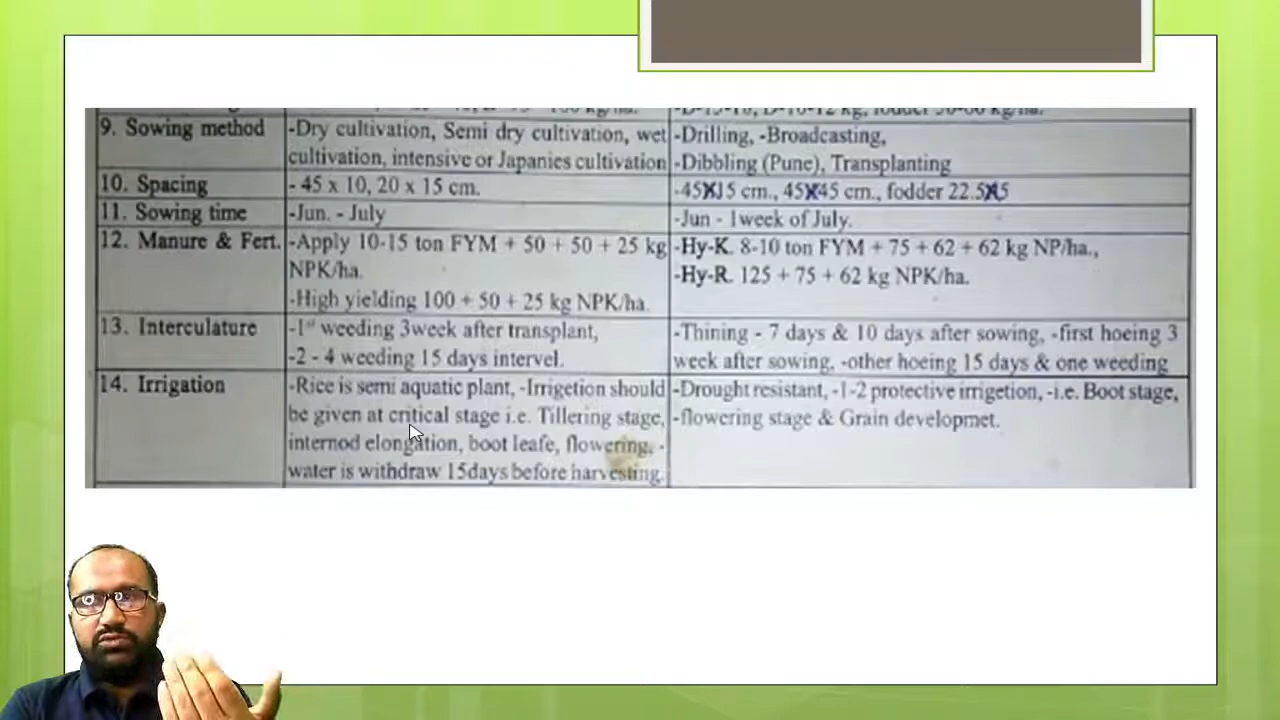 9. Sowing method
-Dry cultivation, Semi dry cultivation, wet
cultivation, intensive or Japanies cultivation
-Drilling, -Broadcasting,
-Dibbling (Pune), Transplanting
10. Spacing
- 45 x 10, 20 x 15 cm.
-45X15 cm., 45X45 cm., fodder 22.5X5
11. Sowing time
-Jun. - July
-Jun - 1week of July.
12. Manure & Fert.
-Apply 10-15 ton FYM + 50 + 50 + 25 kg
NPK/ha.
-High yielding 100 + 50 + 25 kg NPK/ha.
-Hy-K. 8-10 ton FYM + 75 + 62 + 62 kg NP/ha.,
-Hy-R. 125 + 75 + 62 kg NPK/ha.
13. Interculature
-1st weeding 3week after transplant,
-2 - 4 weeding 15 days intervel.
-Thining - 7 days & 10 days after sowing, -first hoeing 3
week after sowing, -other hoeing 15 days & one weeding
14. Irrigation
-Rice is semi aquatic plant, -Irrigetion should
be given at critical stage i.e. Tillering stage,
internod elongation, boot leafe, flowering, -
water is withdraw 15days before harvesting.
-Drought resistant, -1-2 protective irrigetion, -i.e. Boot stage,
-flowering stage & Grain developmet.